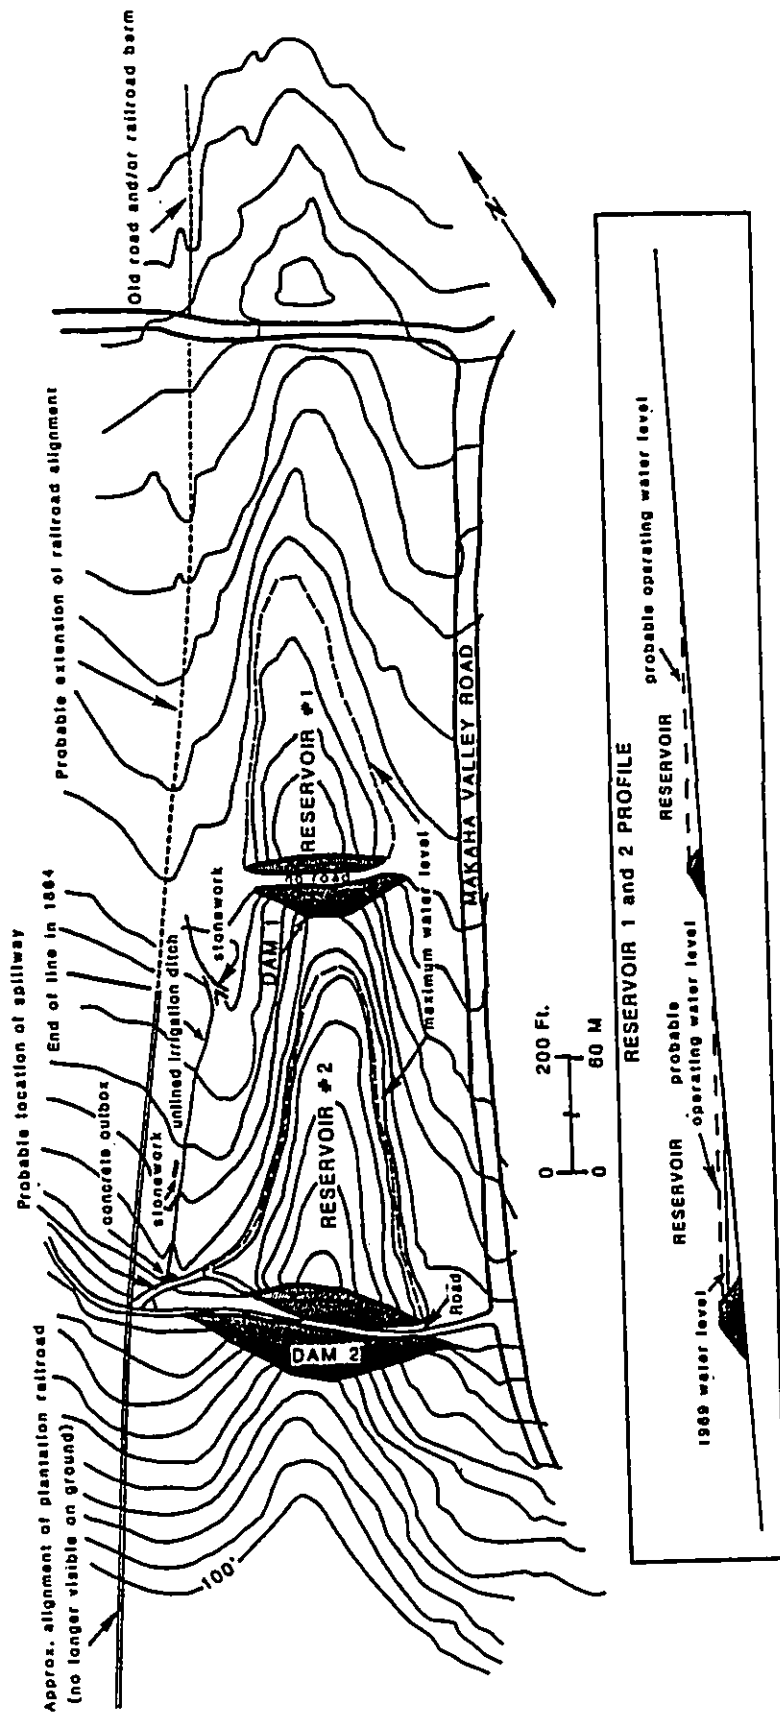 Approx. alignment of plantation railroad
(no longer visible on ground)
Probable location of spillway
concrete outbox
stonework
End of line in 1884
unlined irrigation ditch
stonework
Probable extension of railroad alignment
Old road and/or railroad berm
100'
DAM 2
Road
RESERVOIR #2
DAM 1
no road
RESERVOIR #1
maximum water level
MAKAHA VALLEY ROAD
N
0 200 Ft.
0 60 M
RESERVOIR 1 and 2 PROFILE
1969 water level
RESERVOIR
probable
operating water level
RESERVOIR
probable operating water level